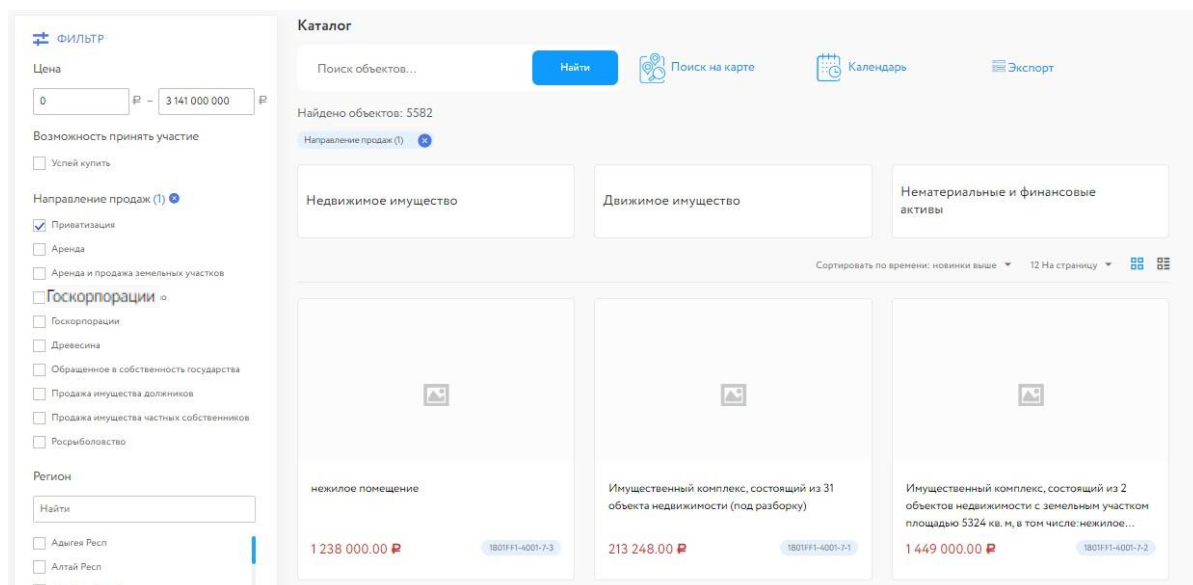 ФИЛЬТР
Цена
0 ₽ – 3 141 000 000 ₽
Возможность принять участие
Успей купить
Направление продаж (1)
Приватизация
Аренда
Аренда и продажа земельных участков
Госкорпорации
Госкорпорации
Древесина
Обращенное в собственность государства
Продажа имущества должников
Продажа имущества частных собственников
Росрыболовство
Регион
Найти
Адыгея Респ
Алтай Респ
Каталог
Поиск объектов...
Найти
Поиск на карте
Календарь
Экспорт
Найдено объектов: 5582
Направление продаж (1)
Недвижимое имущество
Движимое имущество
Нематериальные и финансовые
активы
Сортировать по времени: новинки выше
12 На страницу
нежилое помещение
1 238 000.00 ₽
1801FF1-4001-7-3
Имущественный комплекс, состоящий из 31
объекта недвижимости (под разборку)
213 248.00 ₽
1801FF1-4001-7-1
Имущественный комплекс, состоящий из 2
объектов недвижимости с земельным участком
площадью 5324 кв. м, в том числе:нежилое...
1 449 000.00 ₽
1801FF1-4001-7-2